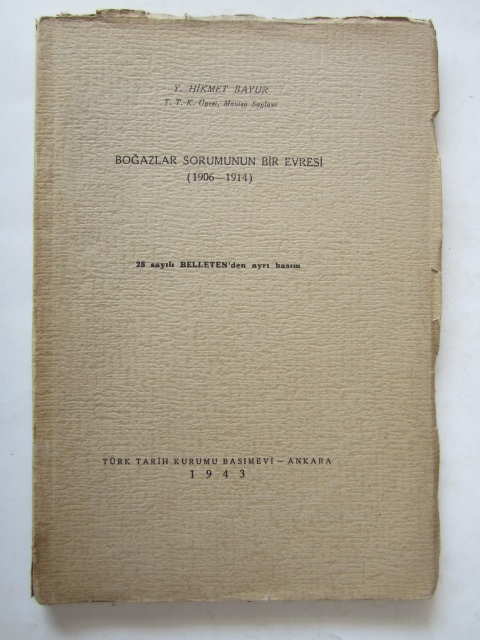 Y. HİKMET BAYUR
T. T. K. Üyesi, Manisa Saylavı
BOĞAZLAR SORUMUNUN BİR EVRESİ
(1906—1914)
28 sayılı BELLETEN'den ayrı basım
TÜRK TARİH KURUMU BASIMEVİ — ANKARA
1943